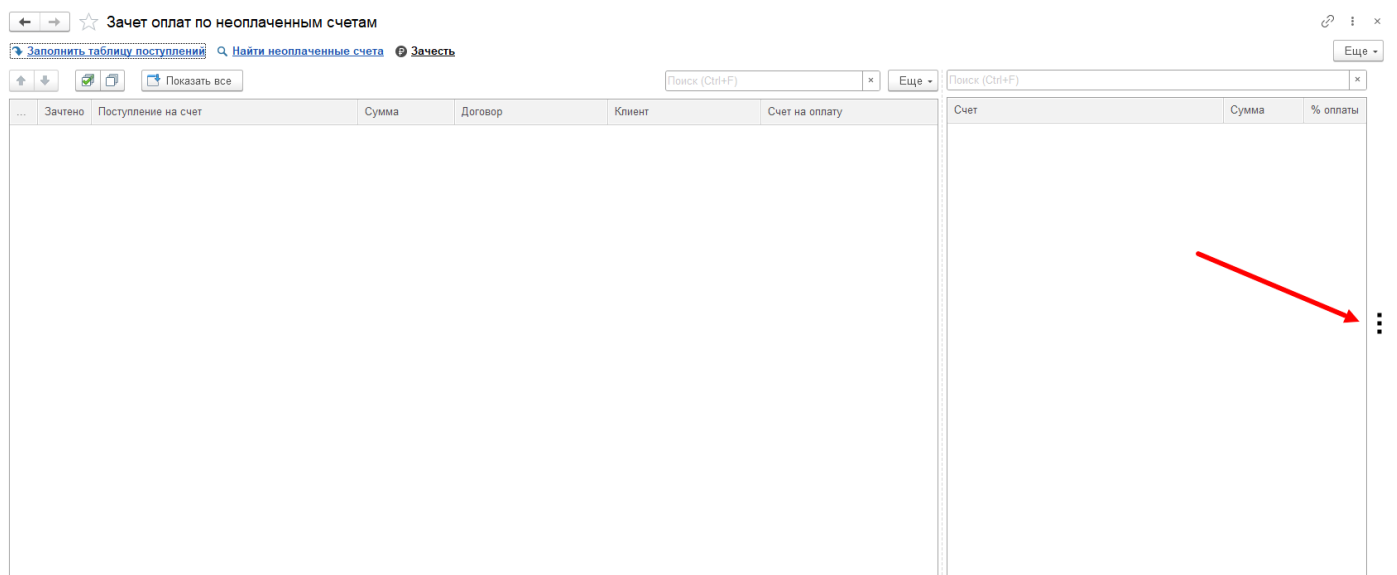 Зачет оплат по неоплаченным счетам
Заполнить таблицу поступлений Найти неоплаченные счета Зачесть Еще
Показать все Поиск (Ctrl+F) × Еще Поиск (Ctrl+F) ×
... Зачтено Поступление на счет Сумма Договор Клиент Счет на оплату Счет Сумма % оплаты